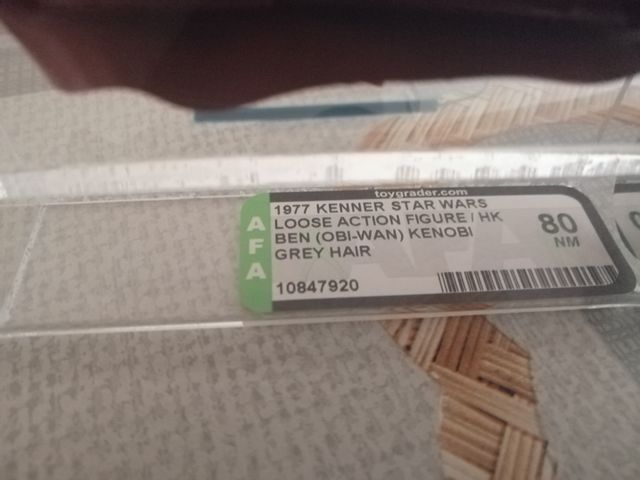 toygrader.com
AFA
1977 KENNER STAR WARS
LOOSE ACTION FIGURE / HK
BEN (OBI-WAN) KENOBI
GREY HAIR
80
NM
10847920